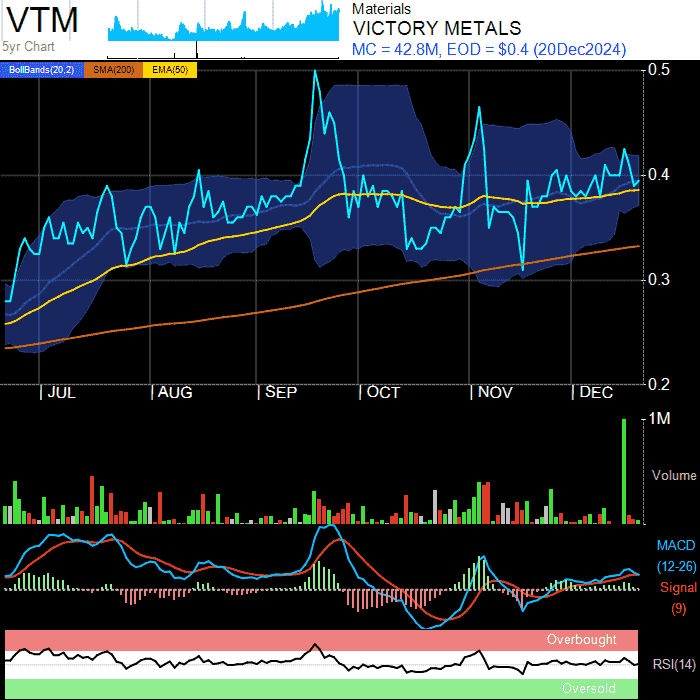 VTM
5yr Chart
Materials
VICTORY METALS
MC = 42.8M, EOD = $0.4 (20Dec2024)
BollBands(20,2) SMA(200) EMA(50)
0.5
0.4
0.3
0.2
| JUL | AUG | SEP | OCT | NOV | DEC
1M
Volume
MACD
(12-26)
Signal
(9)
Overbought
RSI(14)
Oversold